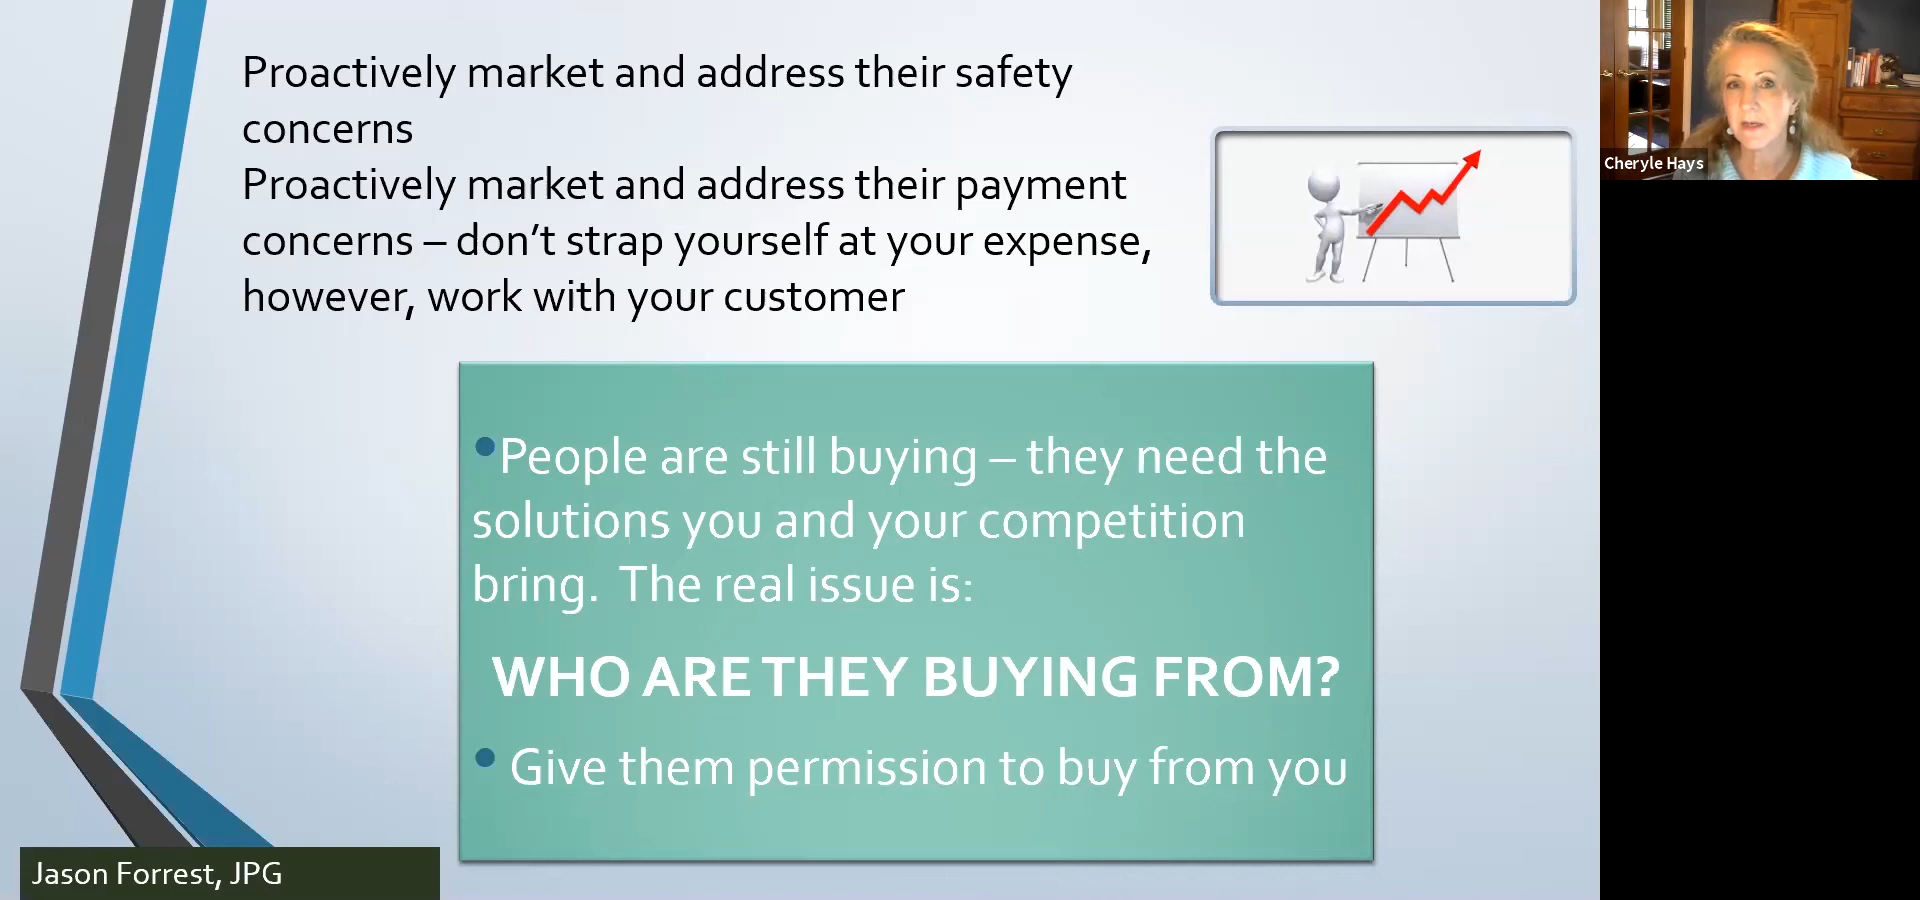 Proactively market and address their safety
concerns
Proactively market and address their payment
concerns – don’t strap yourself at your expense,
however, work with your customer
Cheryle Hays
•People are still buying – they need the
solutions you and your competition
bring.  The real issue is:
WHO ARE THEY BUYING FROM?
• Give them permission to buy from you
Jason Forrest, JPG